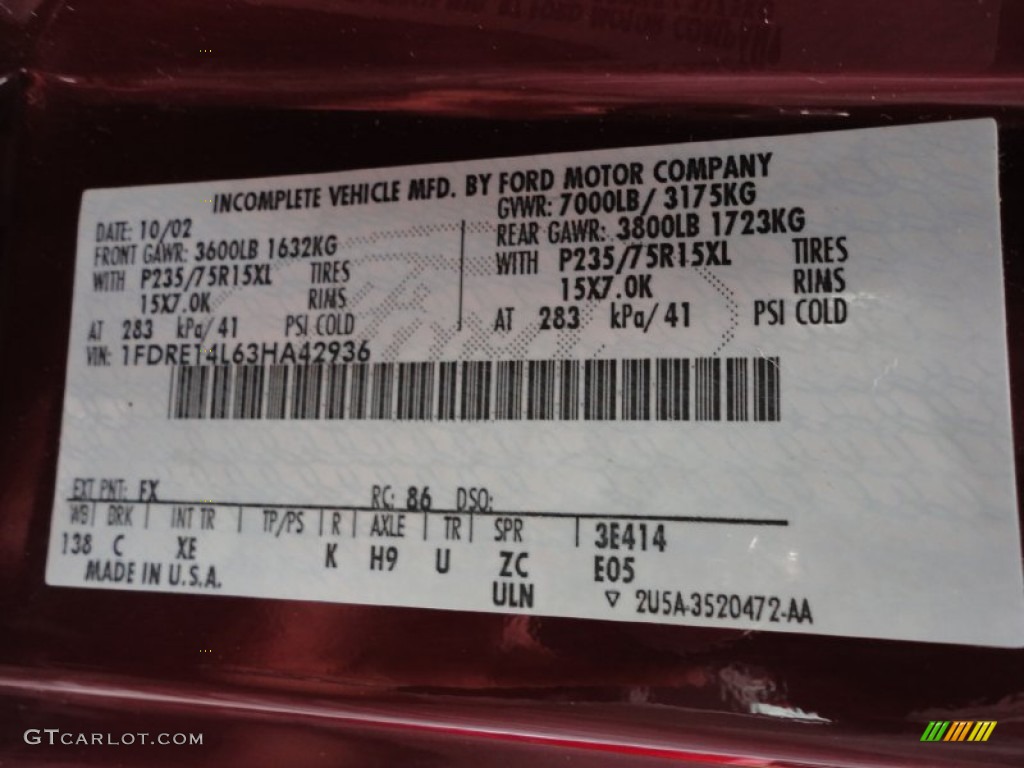 INCOMPLETE VEHICLE MFD. BY FORD MOTOR COMPANY
DATE: 10/02 GVWR: 7000LB/ 3175KG
FRONT GAWR: 3600LB 1632KG REAR GAWR: 3800LB 1723KG
WITH P235/75R15XL TIRES WITH P235/75R15XL TIRES
15X7.0K RIMS 15X7.0K RIMS
AT 283 kPa/ 41 PSI COLD AT 283 kPa/ 41 PSI COLD
VIN: 1FDRE14L63HA42936
EXT PNT: FX RC: 86 DSO:
WB BRK INT TR TP/PS R AXLE TR SPR 3E414
138 C XE K H9 U ZC E05
MADE IN U.S.A. ULN ▽ 2U5A-3520472-AA
GTCARLOT.COM